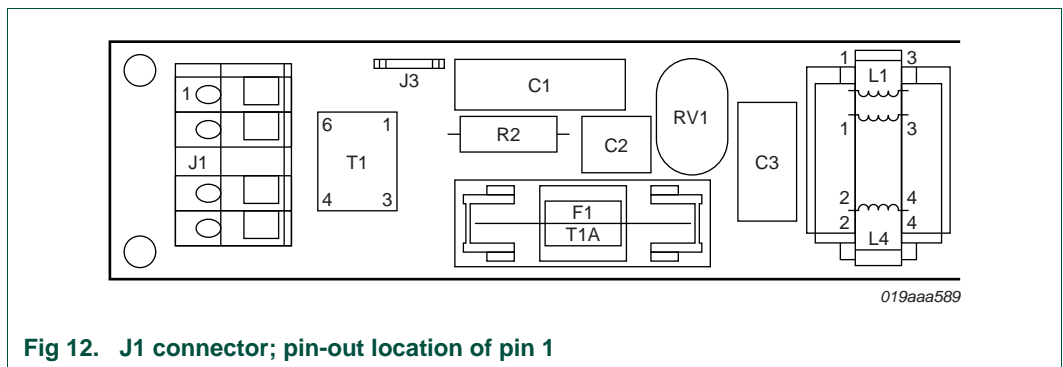 1
J1
6 1
T1
4 3
J3
C1
R2
C2
RV1
C3
F1
T1A
1 3
L1
1 3
2 4
2 4
L4
019aaa589
Fig 12. J1 connector; pin-out location of pin 1